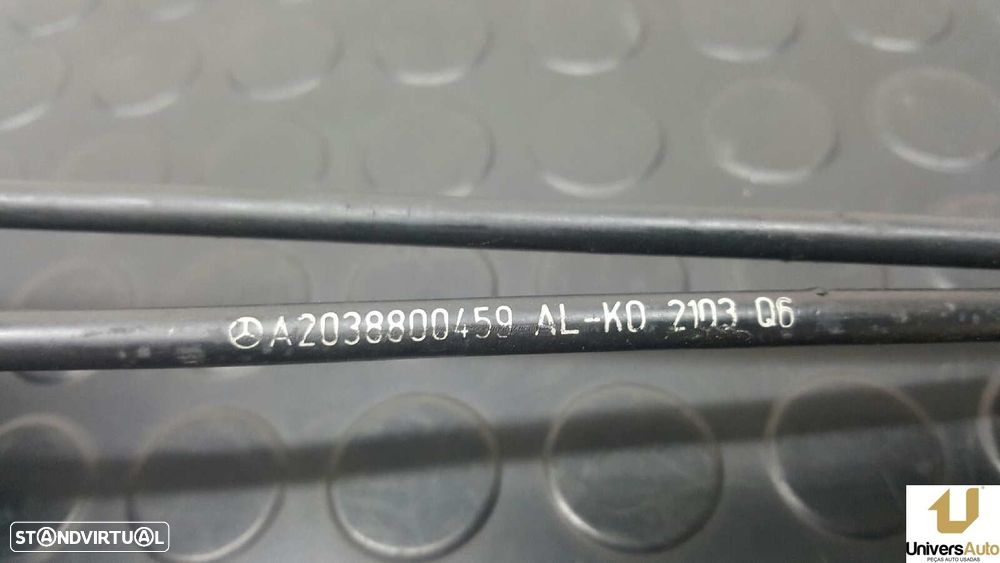 A2038800459 AL-KO 2103 Q6
STANDVIRTUAL
UniversAuto
PEÇAS AUTO USADAS